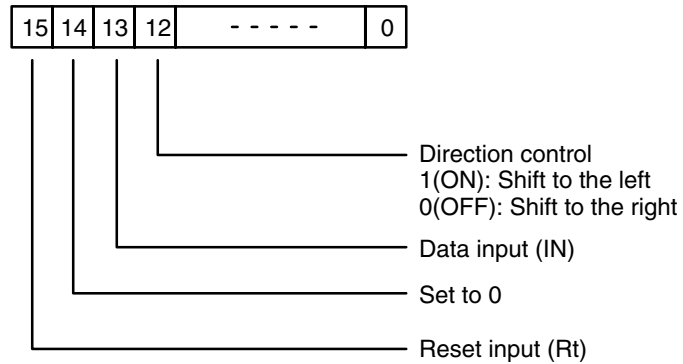 15 14 13 12 - - - - - 0
Direction control
1(ON): Shift to the left
0(OFF): Shift to the right
Data input (IN)
Set to 0
Reset input (Rt)